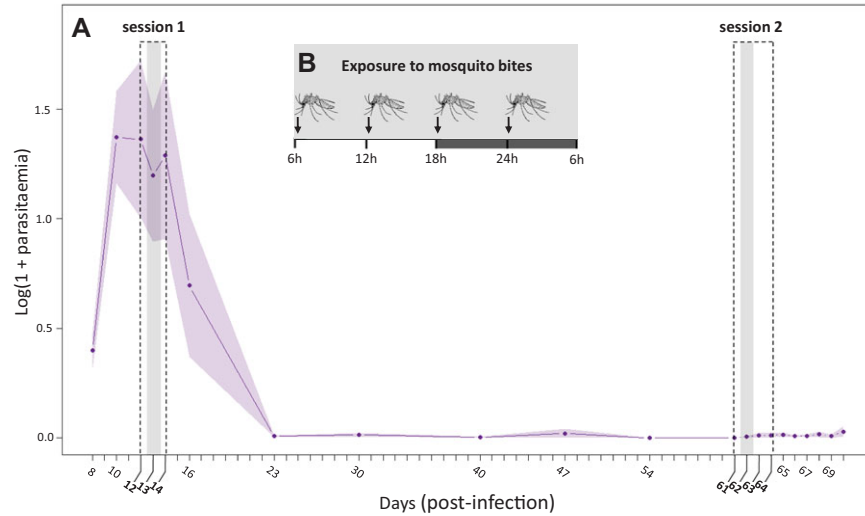 A
session 1
session 2
B
Exposure to mosquito bites
6h 12h 18h 24h 6h
Log(1 + parasitaemia)
1.5
1.0
0.5
0.0
8 10 12 13 14 16 23 30 40 47 54 61 62 63 64 65 67 69
Days (post-infection)